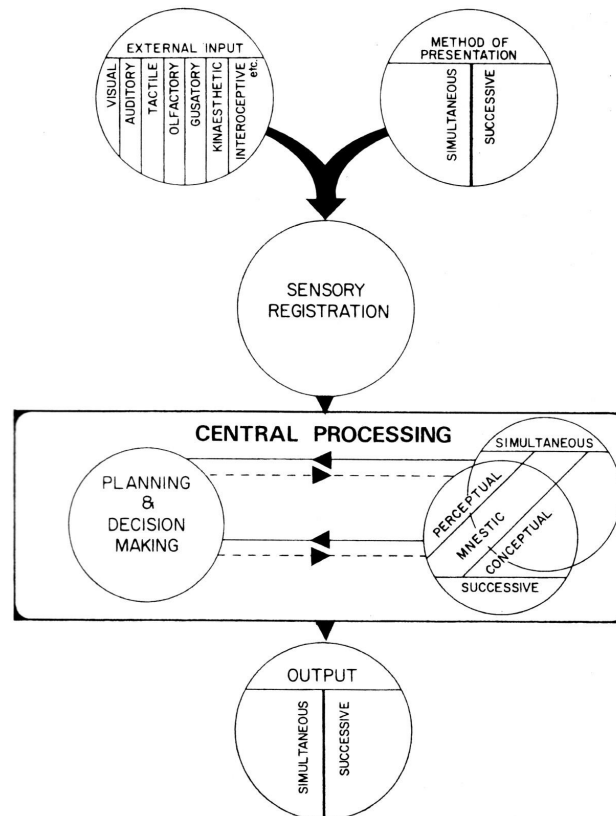 EXTERNAL INPUT
VISUAL
AUDITORY
TACTILE
OLFACTORY
GUSATORY
KINAESTHETIC
INTEROCEPTIVE
etc.
METHOD OF
PRESENTATION
SIMULTANEOUS
SUCCESSIVE
SENSORY
REGISTRATION
CENTRAL PROCESSING
PLANNING
&
DECISION
MAKING
SIMULTANEOUS
PERCEPTUAL
MNESTIC
CONCEPTUAL
SUCCESSIVE
OUTPUT
SIMULTANEOUS
SUCCESSIVE